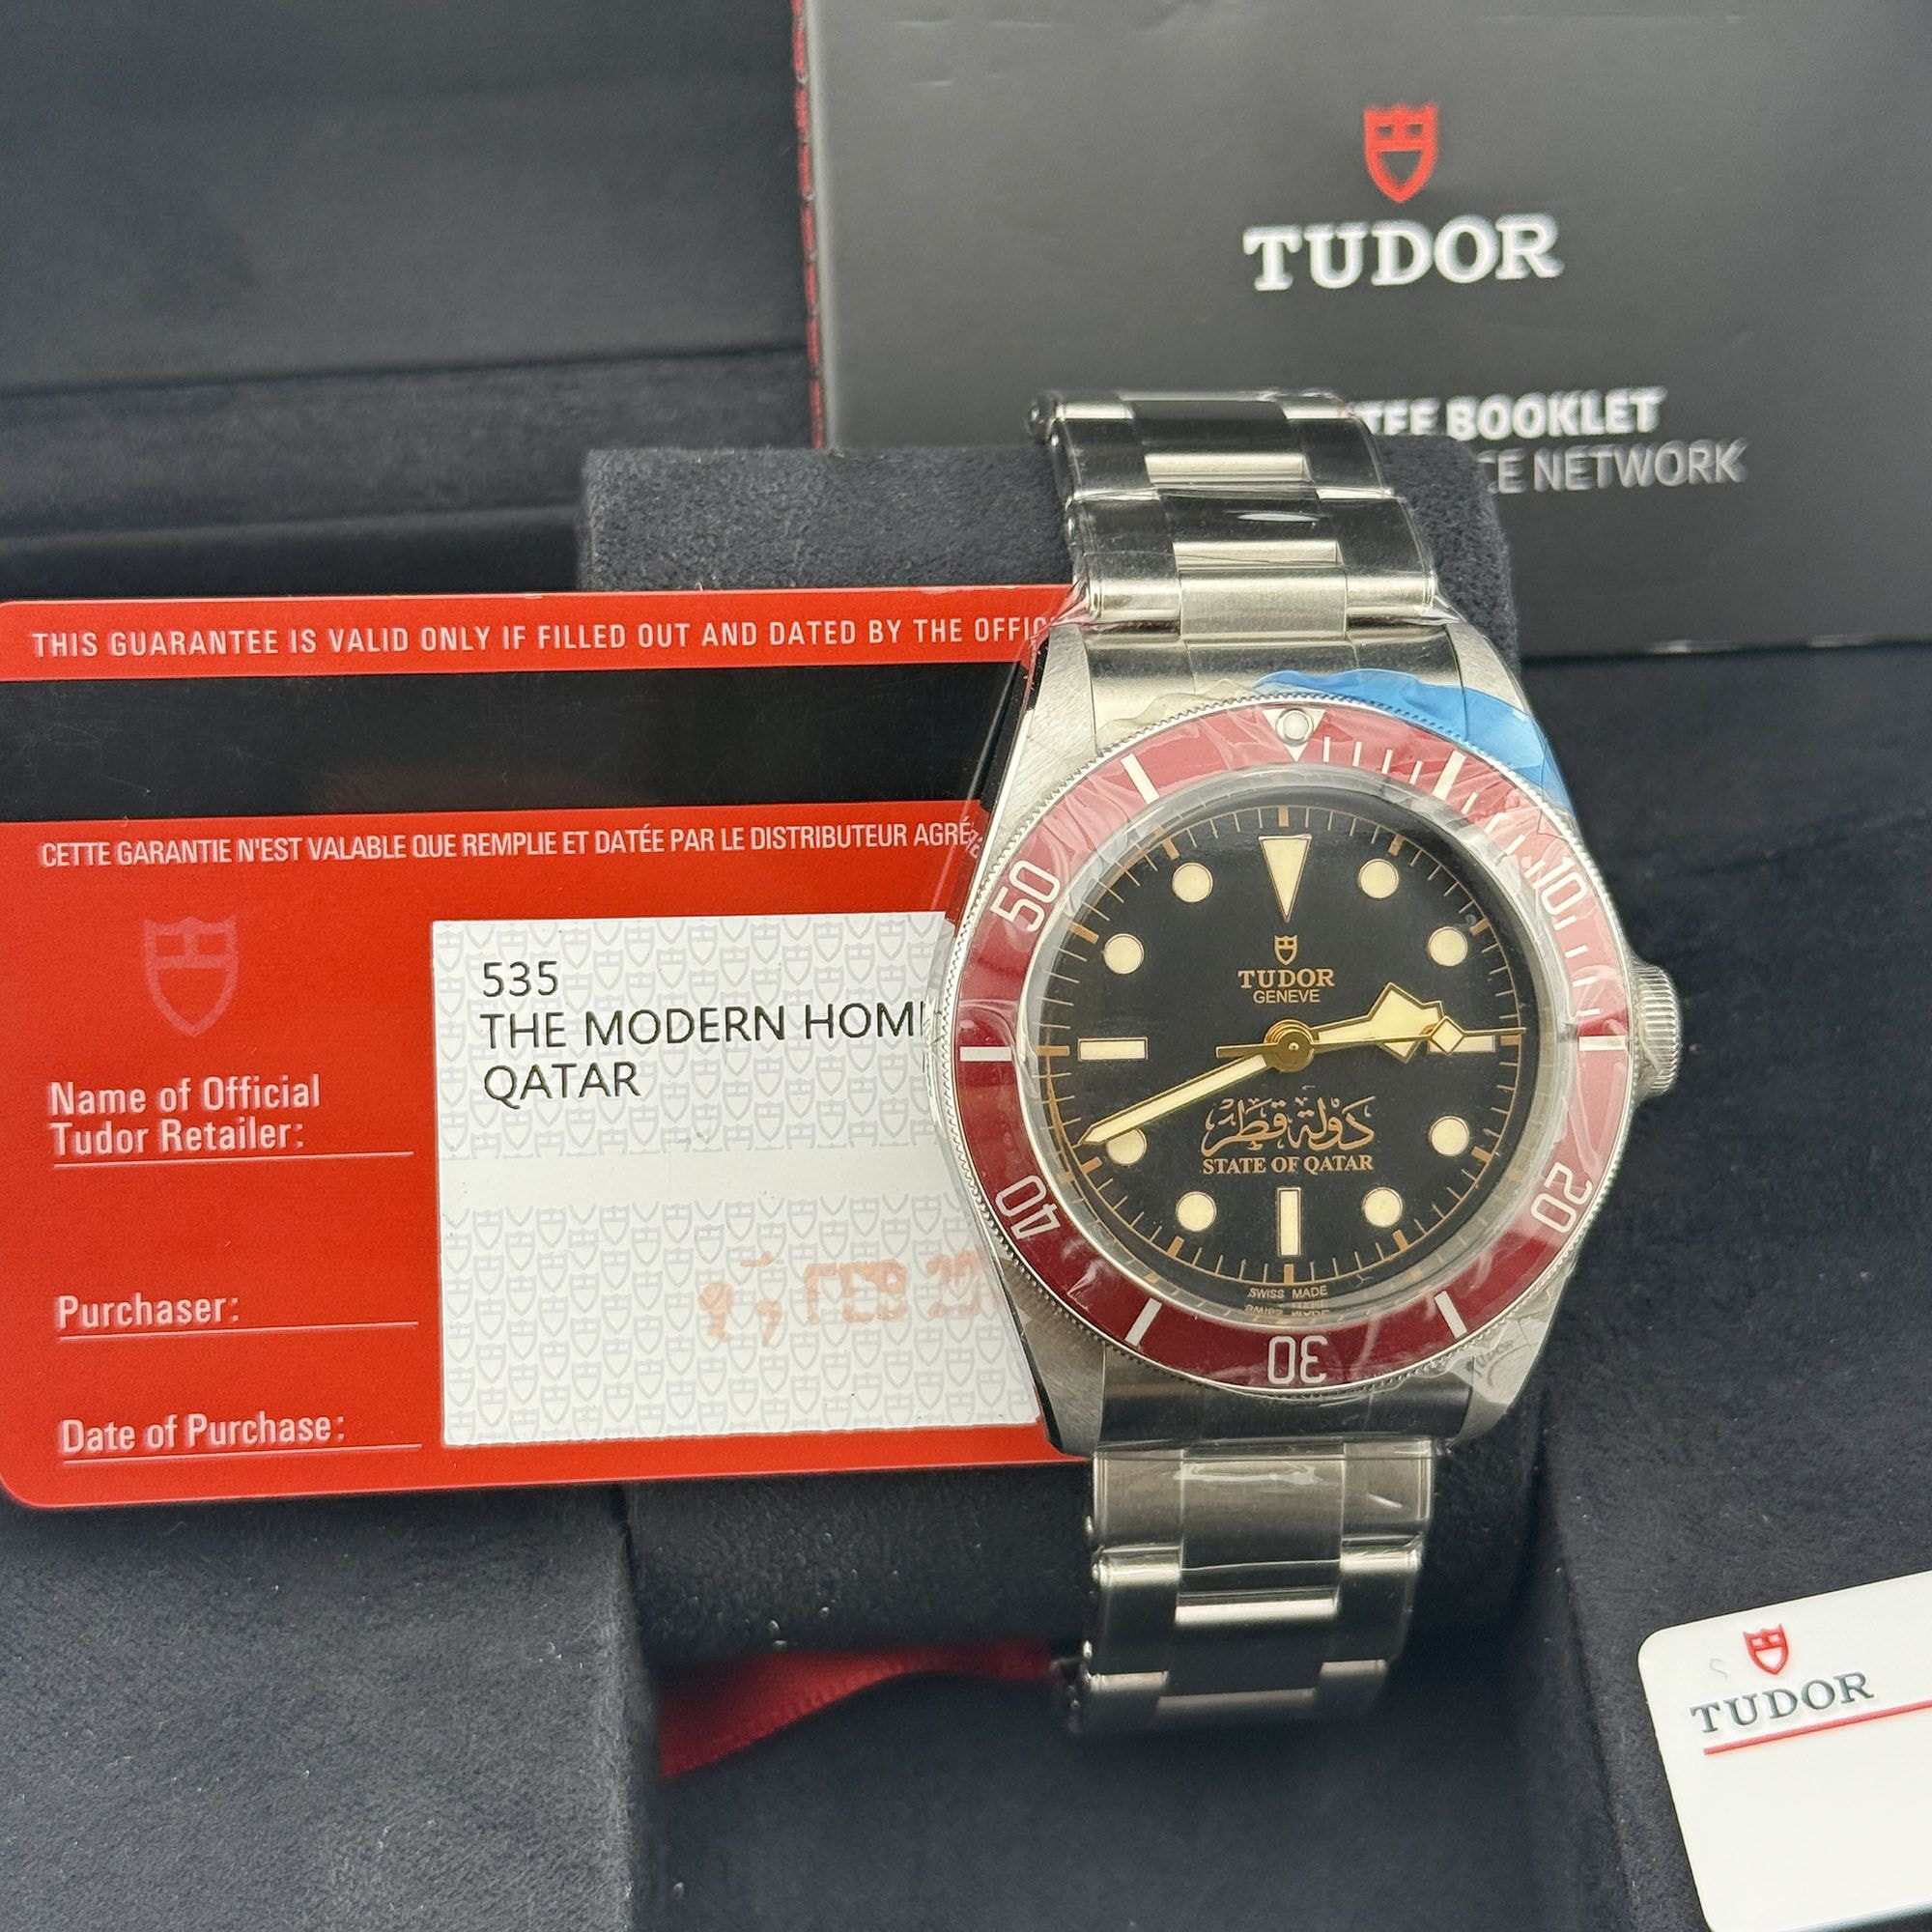 TUDOR
BOOKLET
NETWORK
THIS GUARANTEE IS VALID ONLY IF FILLED OUT AND DATED BY THE
CETTE GARANTIE N'EST VALABLE QUE REMPLIE ET DATÉE PAR LE DISTRIBUTEUR
535
THE MODERN
QATAR
Name of Official
Tudor Retailer:
Purchaser:
FEB
Date of Purchase:
50
10
20
30
40
TUDOR
GENEVE
دولة قطر
STATE OF QATAR
SWISS MADE
TUDOR